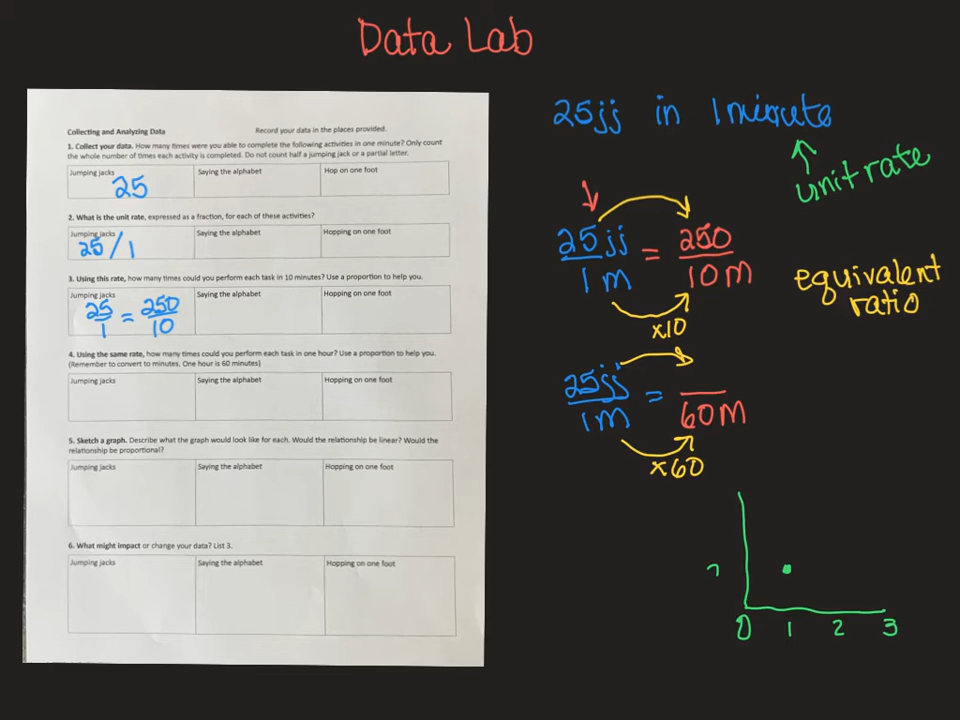 Data Lab
Collecting and Analyzing Data Record your data in the places provided.
1. Collect your data. How many times were you able to complete the following activities in one minute? Only count
the whole number of times each activity is completed. Do not count half a jumping jack or a partial letter.
Jumping jacks Saying the alphabet Hop on one foot
25
2. What is the unit rate, expressed as a fraction, for each of these activities?
Jumping jacks Saying the alphabet Hopping on one foot
25/1
3. Using this rate, how many times could you perform each task in 10 minutes? Use a proportion to help you.
Jumping jacks Saying the alphabet Hopping on one foot
25/1 = 250/10
4. Using the same rate, how many times could you perform each task in one hour? Use a proportion to help you.
(Remember to convert to minutes. One hour is 60 minutes)
Jumping jacks Saying the alphabet Hopping on one foot
5. Sketch a graph. Describe what the graph would look like for each. Would the relationship be linear? Would the
relationship be proportional?
Jumping jacks Saying the alphabet Hopping on one foot
6. What might impact or change your data? List 3.
Jumping jacks Saying the alphabet Hopping on one foot
25jj in 1 minute
unit rate
25jj/1m = 250/10m
x10
equivalent
ratio
25jj/1m = /60m
x60
0 1 2 3